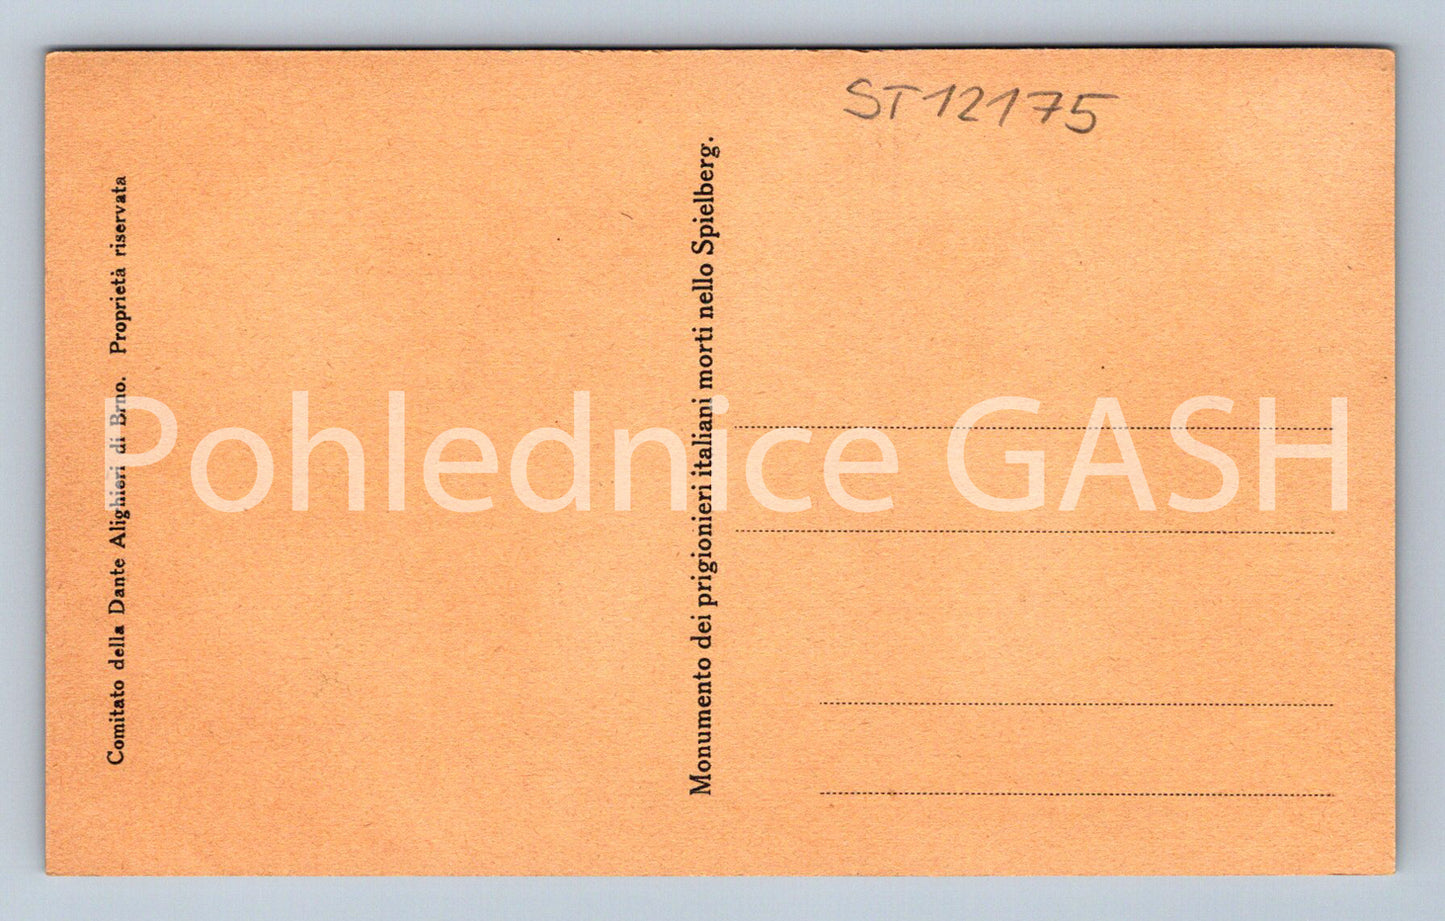 ST12175
Comitato della Dante Alighieri di Brno. Proprietà riservata
Monumento dei prigionieri italiani morti nello Spielberg.
Pohlednice GASH